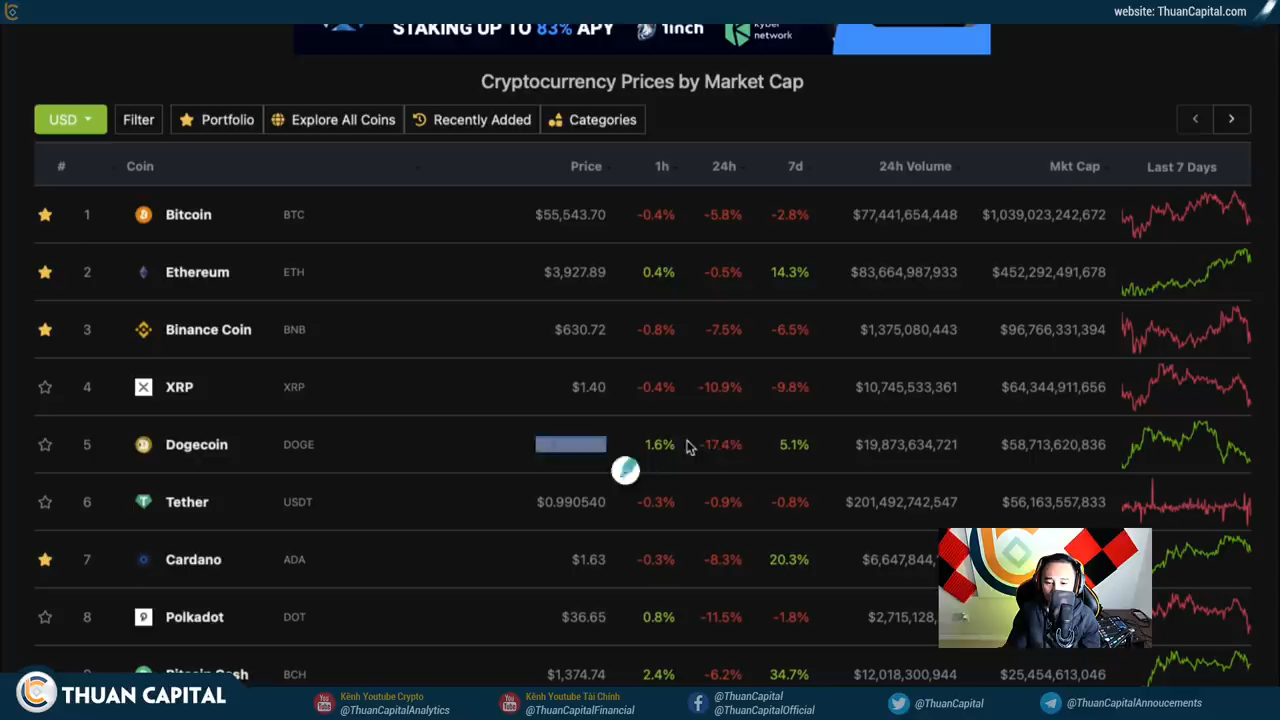 website: ThuanCapital.com
STAKING UP TO 83% APY 1inch kyber network
Cryptocurrency Prices by Market Cap
USD Filter Portfolio Explore All Coins Recently Added Categories
# Coin Price 1h 24h 7d 24h Volume Mkt Cap Last 7 Days
1 Bitcoin BTC $55,543.70 -0.4% -5.8% -2.8% $77,441,654,448 $1,039,023,242,672
2 Ethereum ETH $3,927.89 0.4% -0.5% 14.3% $83,664,987,933 $452,292,491,678
3 Binance Coin BNB $630.72 -0.8% -7.5% -6.5% $1,375,080,443 $96,766,331,394
4 XRP XRP $1.40 -0.4% -10.9% -9.8% $10,745,533,361 $64,344,911,656
5 Dogecoin DOGE 1.6% -17.4% 5.1% $19,873,634,721 $58,713,620,836
6 Tether USDT $0.990540 -0.3% -0.9% -0.8% $201,492,742,547 $56,163,557,833
7 Cardano ADA $1.63 -0.3% -8.3% 20.3% $6,647,844,
8 Polkadot DOT $36.65 0.8% -11.5% -1.8% $2,715,128,
Bitcoin Cash BCH $1,374.74 2.4% -6.2% 34.7% $12,018,300,944 $25,454,613,046
THUAN CAPITAL
Kênh Youtube Crypto
@ThuanCapitalAnalytics
Kênh Youtube Tài Chính
@ThuanCapitalFinancial
@ThuanCapital
@ThuanCapitalOfficial
@ThuanCapital
@ThuanCapitalAnnoucements